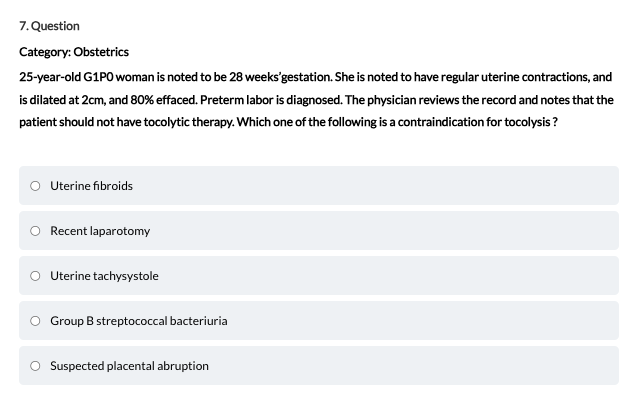 7. Question
Category: Obstetrics
25-year-old G1P0 woman is noted to be 28 weeks'gestation. She is noted to have regular uterine contractions, and
is dilated at 2cm, and 80% effaced. Preterm labor is diagnosed. The physician reviews the record and notes that the
patient should not have tocolytic therapy. Which one of the following is a contraindication for tocolysis ?
Uterine fibroids
Recent laparotomy
Uterine tachysystole
Group B streptococcal bacteriuria
Suspected placental abruption